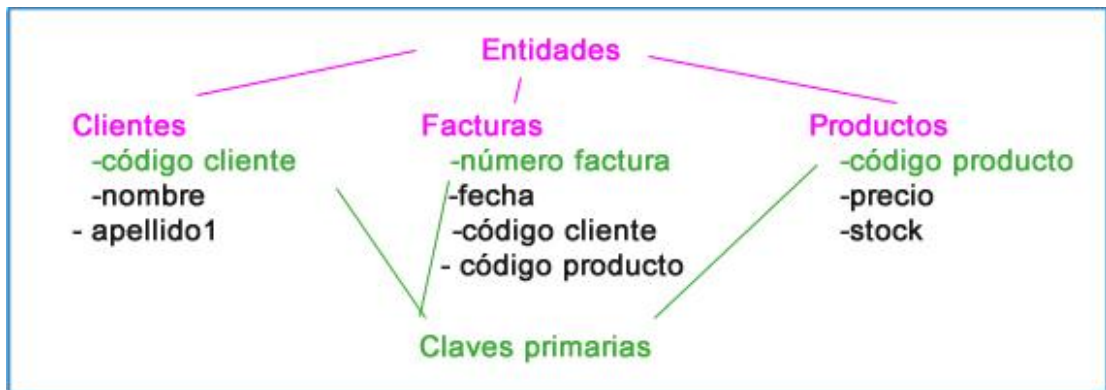 Entidades
Clientes
-código cliente
-nombre
- apellido1
Facturas
-número factura
-fecha
-código cliente
- código producto
Productos
-código producto
-precio
-stock
Claves primarias